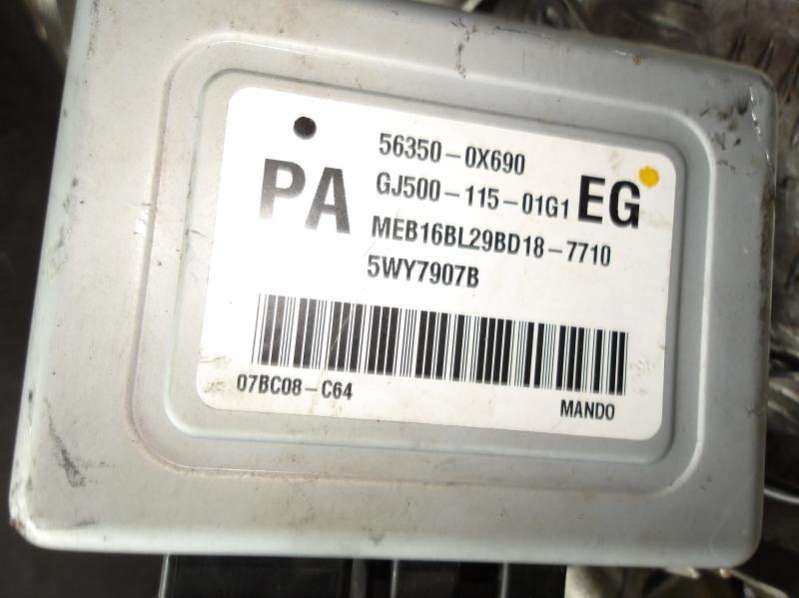 56350-0X690
PA GJ500-115-01G1 EG
MEB16BL29BD18-7710
5WY7907B
07BC08-C64
MANDO